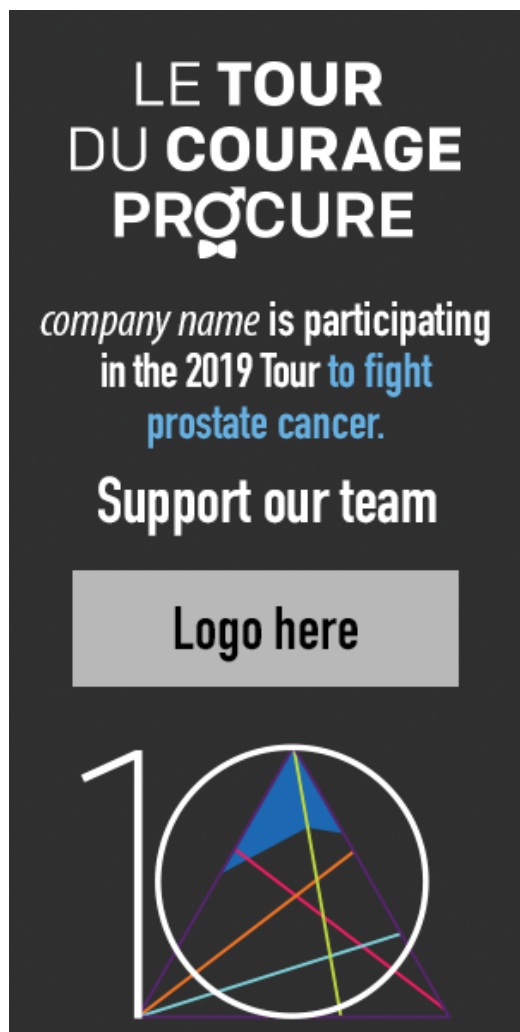 LE TOUR
DU COURAGE
PROCURE
company name is participating
in the 2019 Tour to fight
prostate cancer.
Support our team
Logo here
10